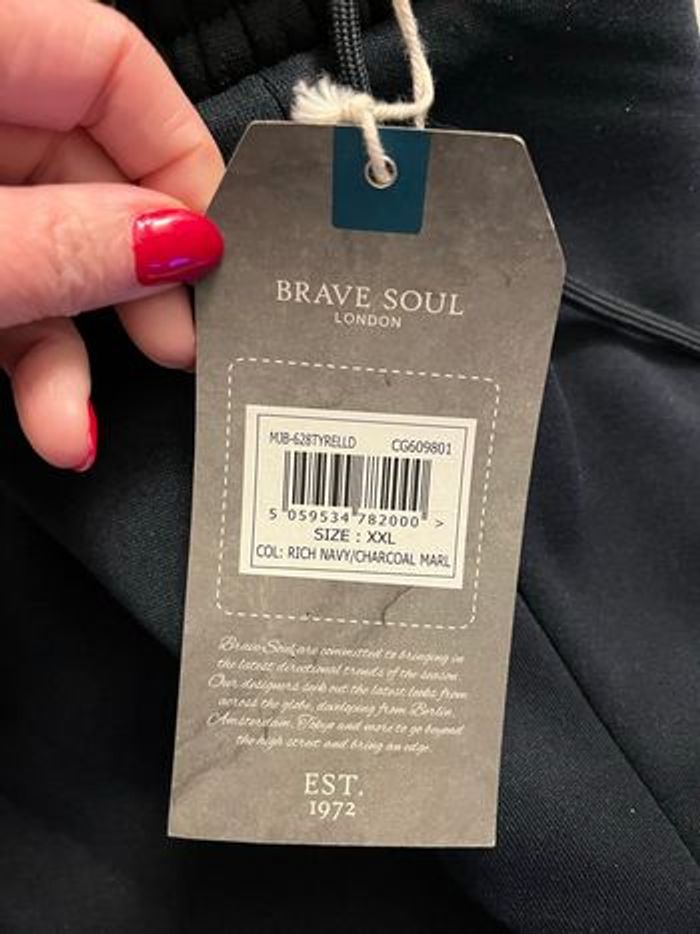 BRAVE SOUL
LONDON
MJB-628TYRELLD CG609801
5 059534 782000 >
SIZE : XXL
COL: RICH NAVY/CHARCOAL MARL
Brave Soul are committed to bringing in
the latest directional trends of the season.
Our designers seek out the latest looks from
across the globe, developing from Berlin,
Amsterdam, Tokyo and more to go beyond
the high street and bring an edge.
EST.
1972